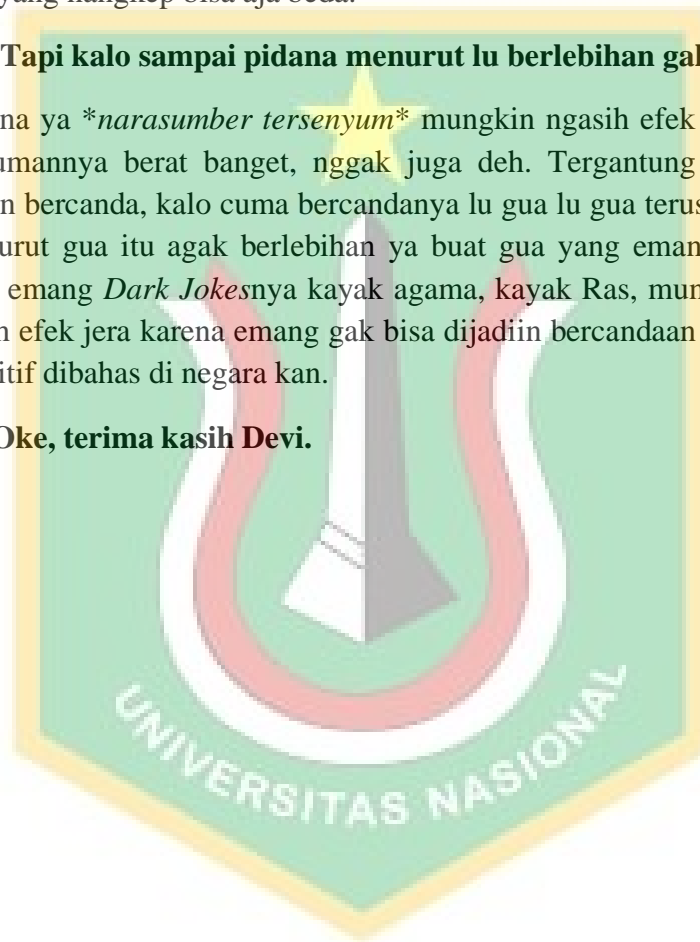 yang nangkep bisa aja beda.
Tapi kalo sampai pidana menurut lu berlebihan
na ya *narasumber tersenyum* mungkin ngasih efek
umannya berat banget, nggak juga deh. Tergantung
n bercanda, kalo cuma bercandanya lu gua lu gua terus
urut gua itu agak berlebihan ya buat gua yang emang
emang Dark Jokesnya kayak agama, kayak Ras,
n efek jera karena emang gak bisa dijadiin bercandaan
itif dibahas di negara kan.
Oke, terima kasih Devi.
UNIVERSITAS NASIONAL